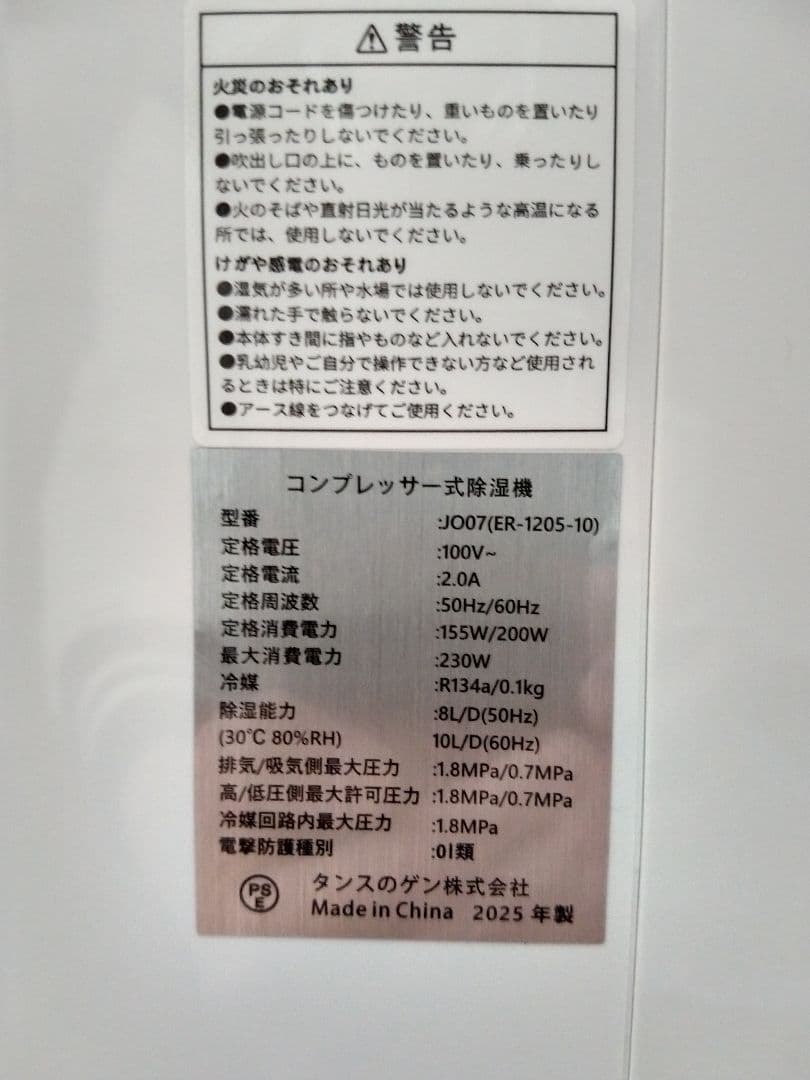 ⚠警告
火災のおそれあり
●電源コードを傷つけたり、重いものを置いたり
引っ張ったりしないでください。
●吹出し口の上に、ものを置いたり、乗ったりし
ないでください。
●火のそばや直射日光が当たるような高温になる
所では、使用しないでください。
けがや感電のおそれあり
●湿気が多い所や水場では使用しないでください。
●濡れた手で触らないでください。
●本体すき間に指やものなど入れないでください。
●乳幼児やご自分で操作できない方など使用され
るときは特にご注意ください。
●アース線をつなげてご使用ください。
コンプレッサー式除湿機
型番 :JO07(ER-1205-10)
定格電圧 :100V~
定格電流 :2.0A
定格周波数 :50Hz/60Hz
定格消費電力 :155W/200W
最大消費電力 :230W
冷媒 :R134a/0.1kg
除湿能力 :8L/D(50Hz)
(30℃ 80%RH) 10L/D(60Hz)
排気/吸気側最大圧力 :1.8MPa/0.7MPa
高/低圧側最大許可圧力 :1.8MPa/0.7MPa
冷媒回路内最大圧力 :1.8MPa
電撃防護種別 :0I類
PSE タンスのゲン株式会社
Made in China 2025 年製